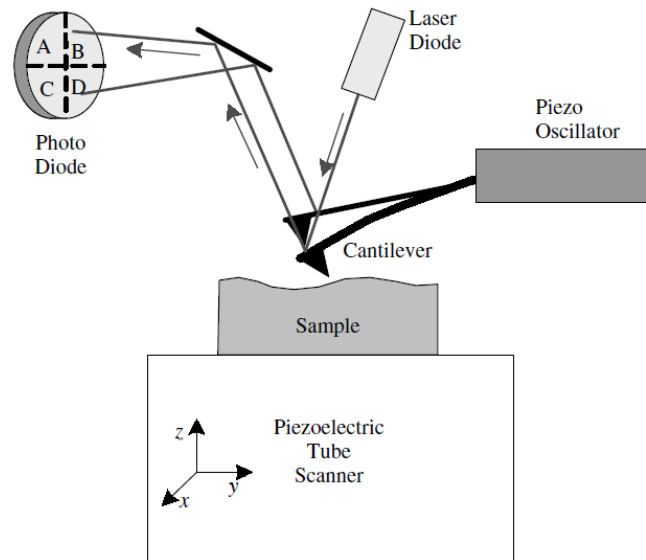 Laser
Diode
A
B
C
D
Photo
Diode
Piezo
Oscillator
Cantilever
Sample
Piezoelectric
Tube
Scanner
z
y
x